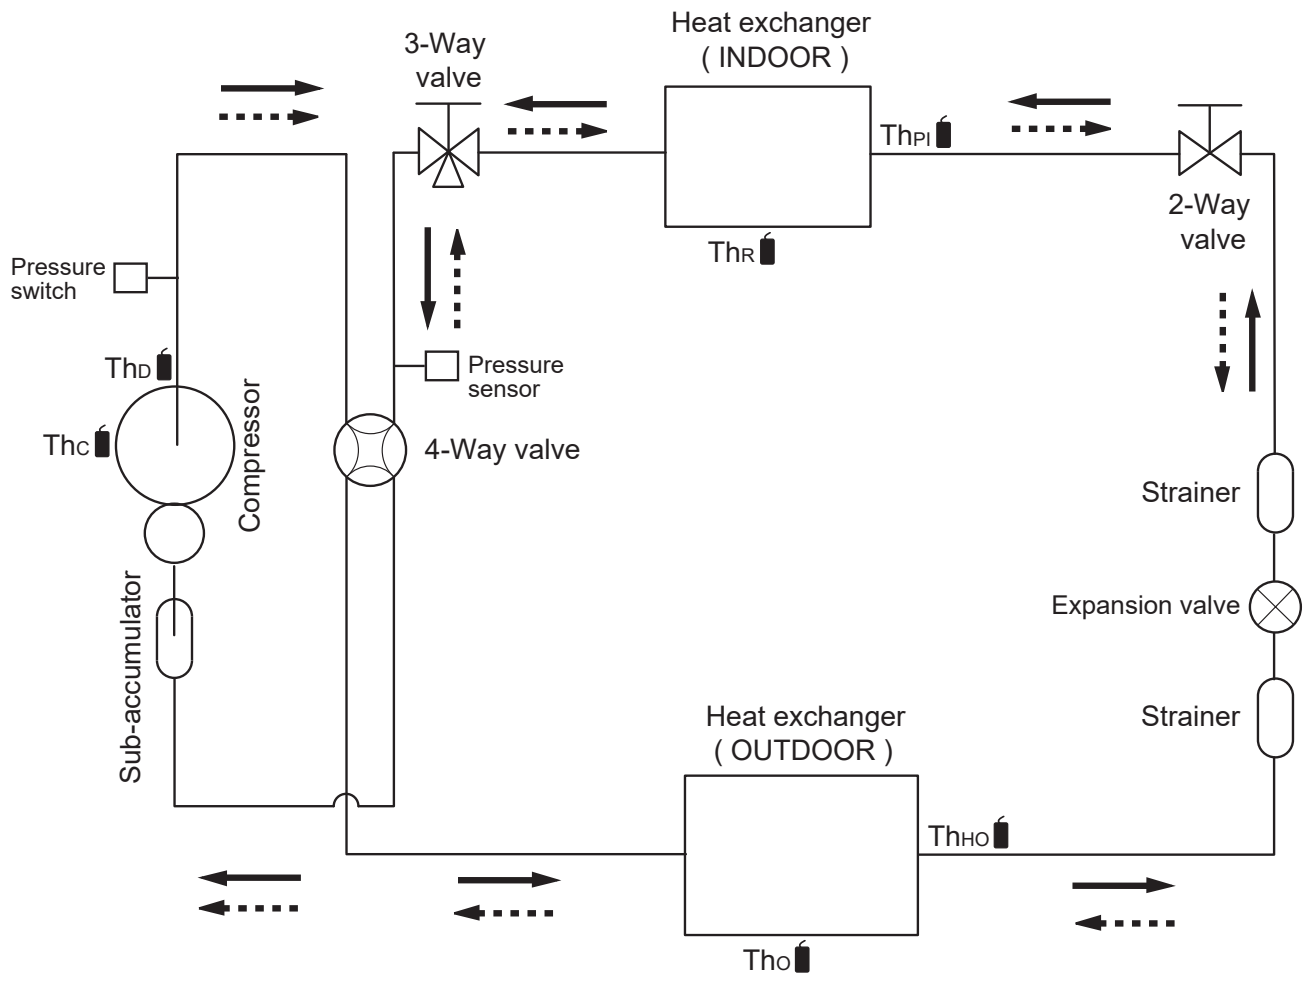 Heat exchanger
( INDOOR )
3-Way
valve
ThPI
2-Way
valve
ThR
Pressure
switch
ThD
Pressure
sensor
Compressor
ThC
4-Way valve
Strainer
Expansion valve
Sub-accumulator
Strainer
Heat exchanger
( OUTDOOR )
ThHO
ThO